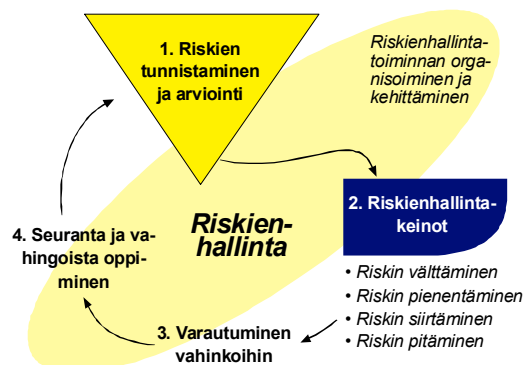 1. Riskien
tunnistaminen
ja arviointi
Riskienhallinta-
toiminnan orga-
nisoiminen ja
kehittäminen
2. Riskienhallinta-
keinot
• Riskin välttäminen
• Riskin pienentäminen
• Riskin siirtäminen
• Riskin pitäminen
3. Varautuminen
vahinkoihin
4. Seuranta ja va-
hingoista oppi-
minen
Riskien-
hallinta